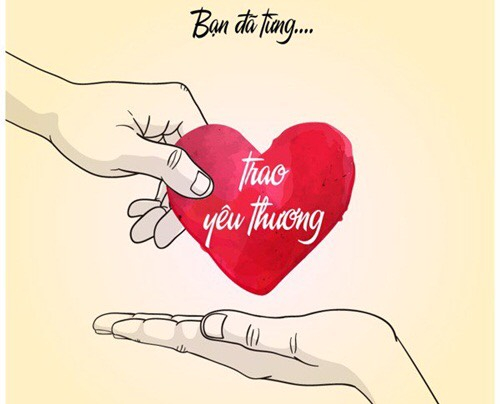 Bạn đã từng....
trao
yêu thương